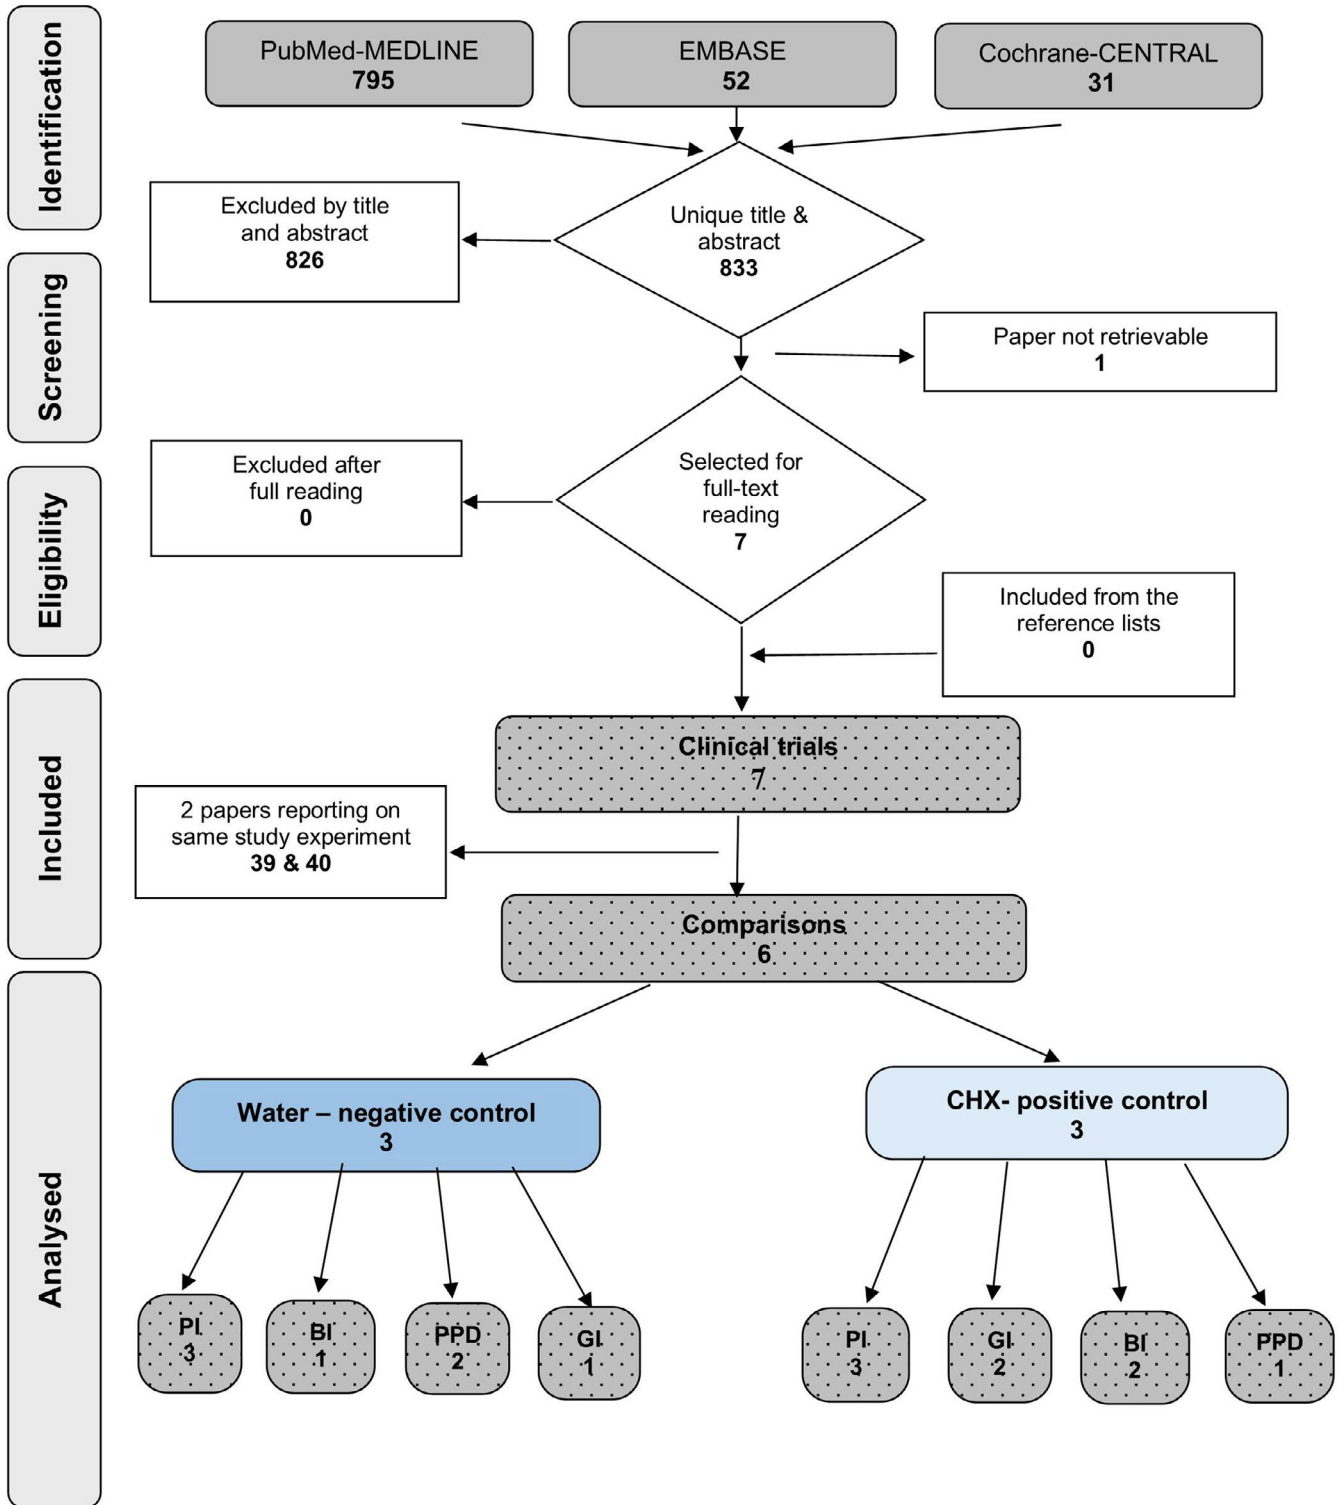 Identification
PubMed-MEDLINE
795
EMBASE
52
Cochrane-CENTRAL
31
Excluded by title
and abstract
826
Unique title &
abstract
833
Screening
Paper not retrievable
1
Eligibility
Excluded after
full reading
0
Selected for
full-text
reading
7
Included from the
reference lists
0
Included
Clinical trials
7
2 papers reporting on
same study experiment
39 & 40
Comparisons
6
Analysed
Water – negative control
3
CHX- positive control
3
PI
3
BI
1
PPD
2
GI
1
PI
3
GI
2
BI
2
PPD
1